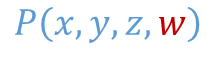 P(x, y, z, w)